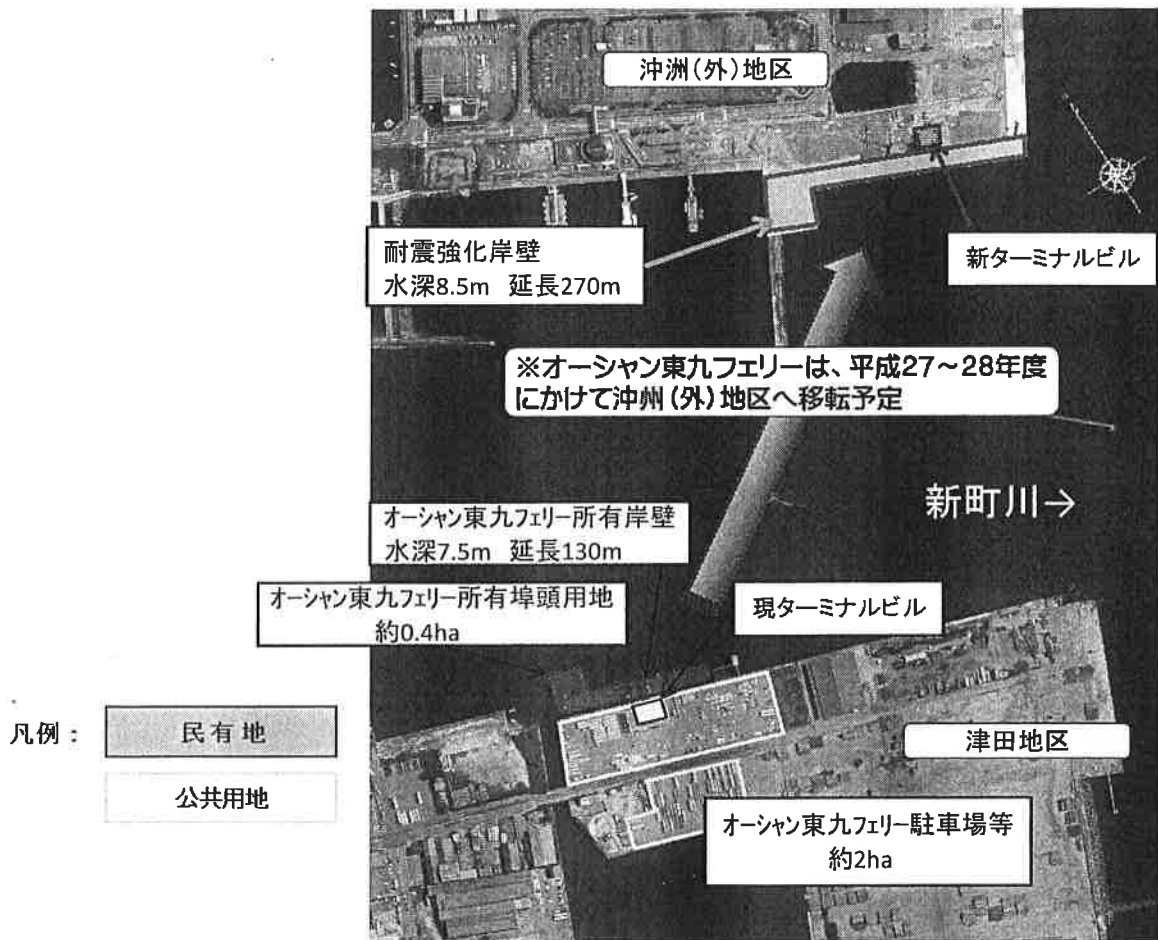 沖洲(外)地区
耐震強化岸壁
水深8.5m 延長270m
新ターミナルビル
※オーシャン東九フェリーは、平成27～28年度
にかけて沖州(外)地区へ移転予定
新町川→
オーシャン東九フェリー所有岸壁
水深7.5m 延長130m
オーシャン東九フェリー所有埠頭用地
約0.4ha
現ターミナルビル
凡例：
民有地
公共用地
津田地区
オーシャン東九フェリー駐車場等
約2ha